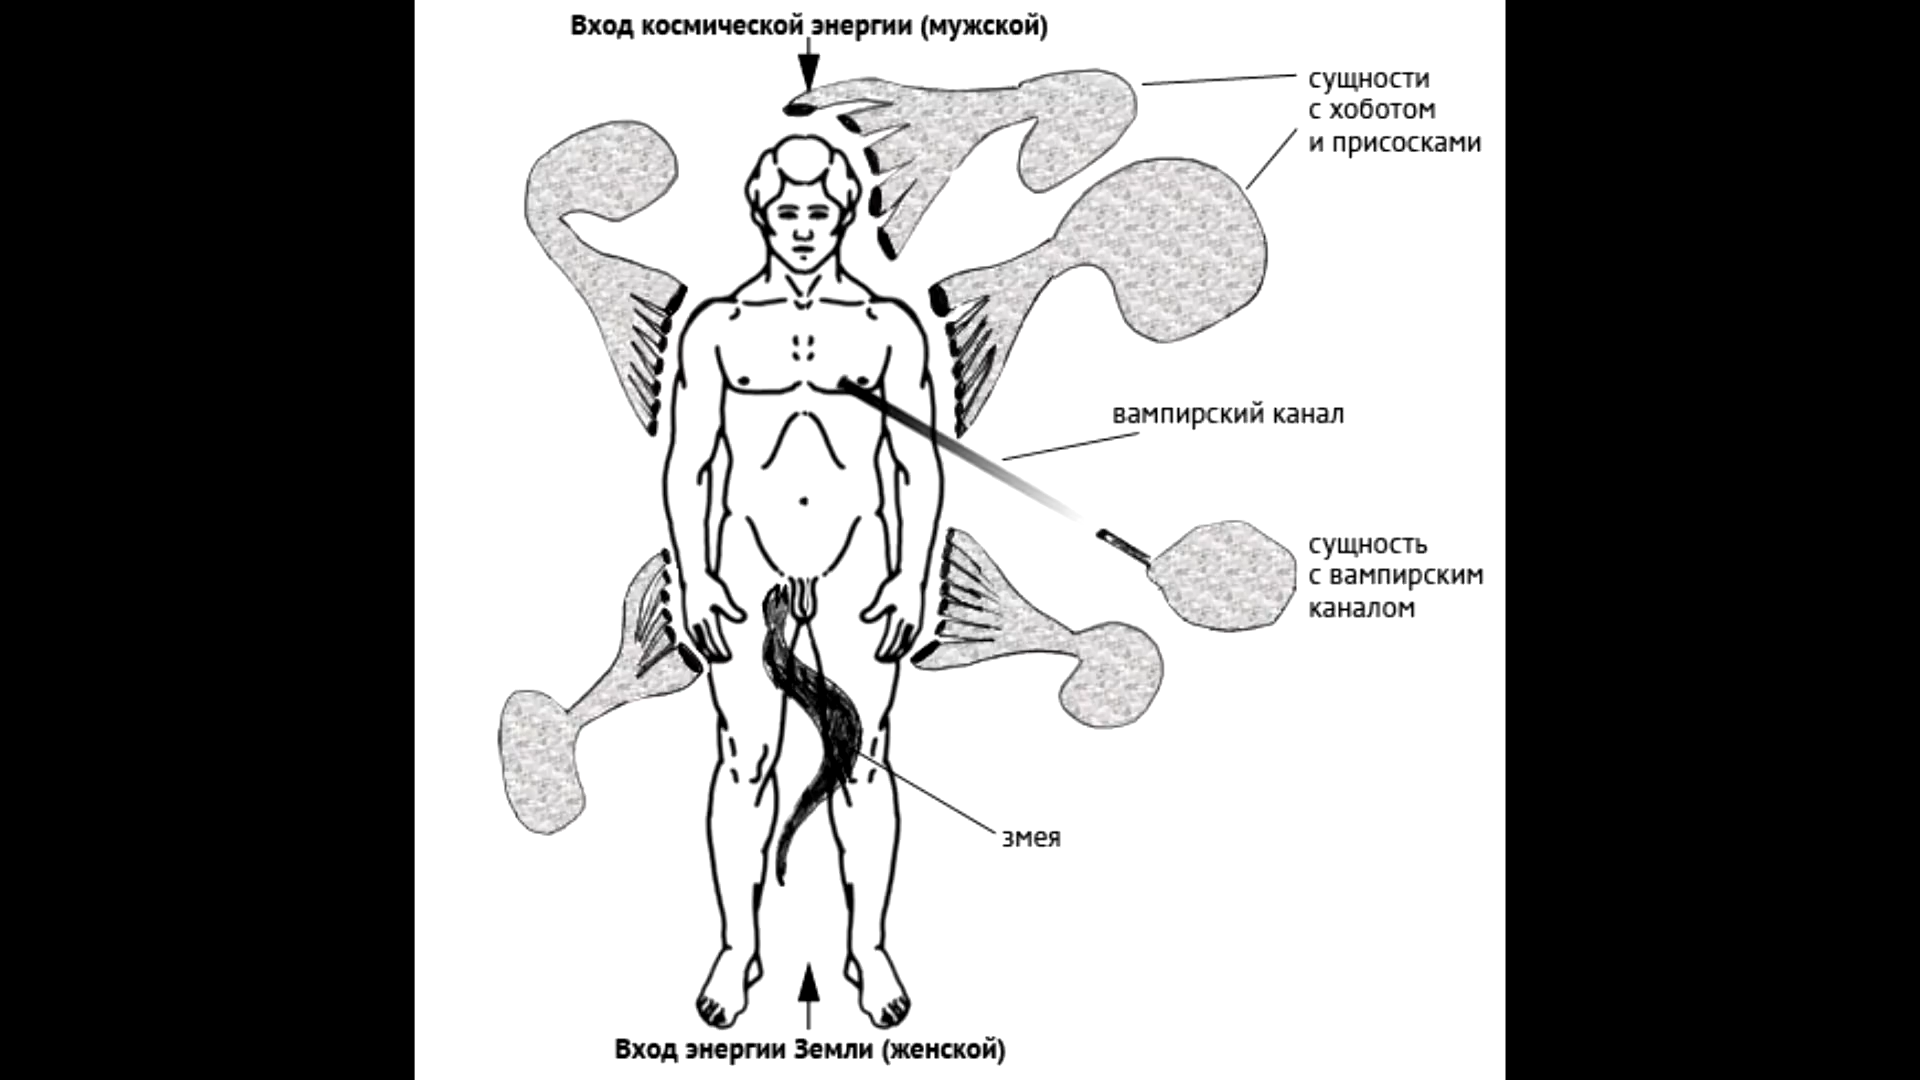 Вход космической энергии (мужской)
сущности
с хоботом
и присосками
вампирский канал
сущность
с вампирским
каналом
змея
Вход энергии Земли (женской)